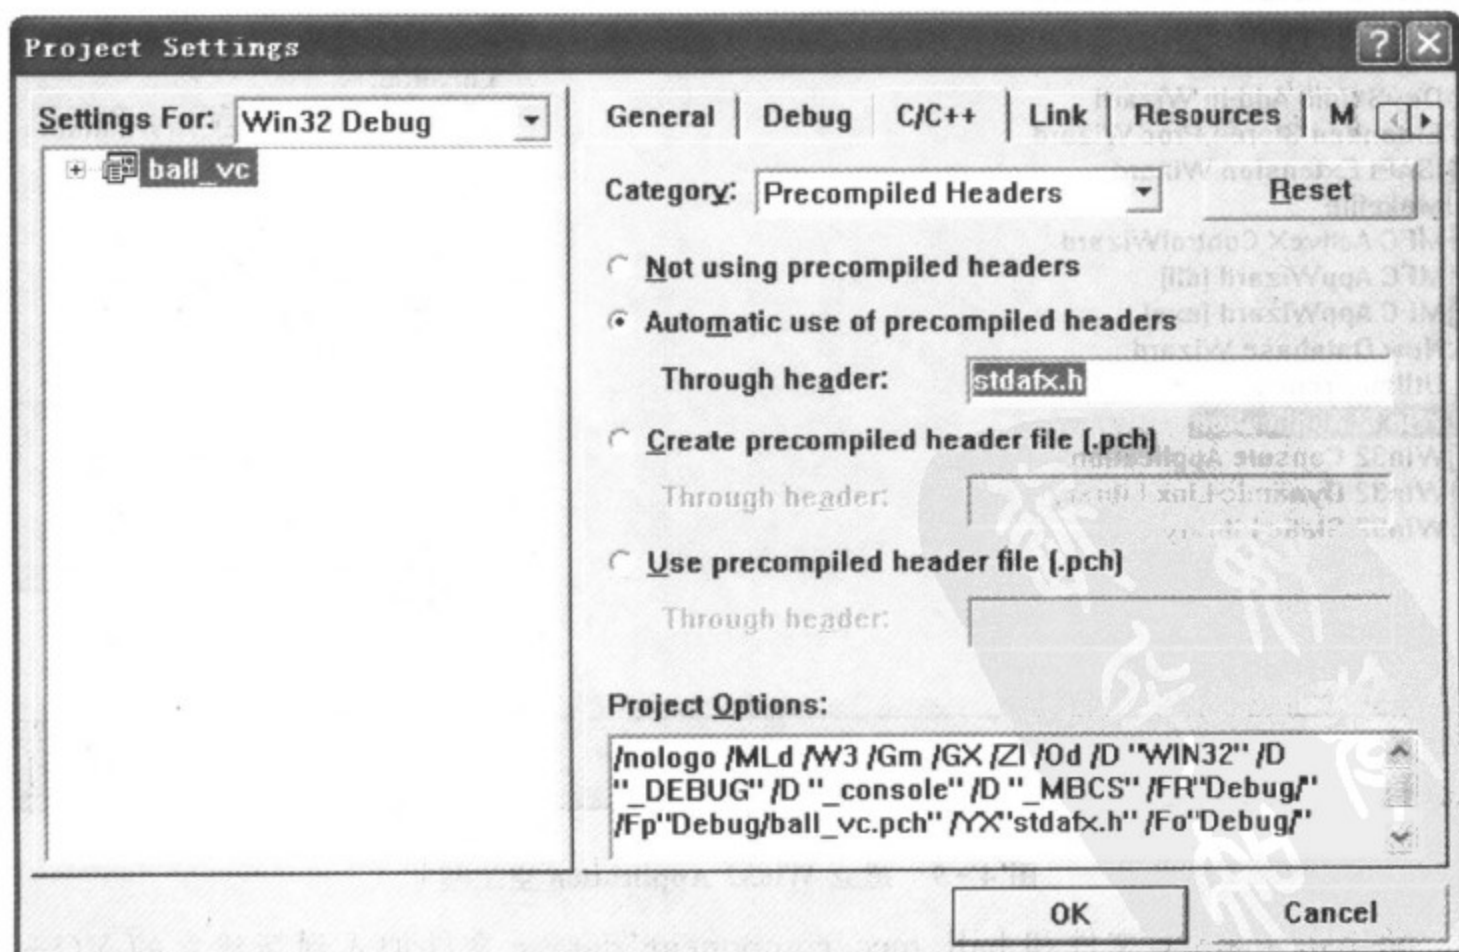 Project Settings
Settings For: Win32 Debug
ball_vc
General Debug C/C++ Link Resources M
Category: Precompiled Headers Reset
Not using precompiled headers
Automatic use of precompiled headers
Through header: stdafx.h
Create precompiled header file (.pch)
Through header:
Use precompiled header file (.pch)
Through header:
Project Options:
/nologo /MLd /W3 /Gm /GX /ZI /Od /D "WIN32" /D
"_DEBUG" /D "_console" /D "_MBCS" /FR"Debug/"
/Fp"Debug/ball_vc.pch" /YX"stdafx.h" /Fo"Debug/"
OK Cancel